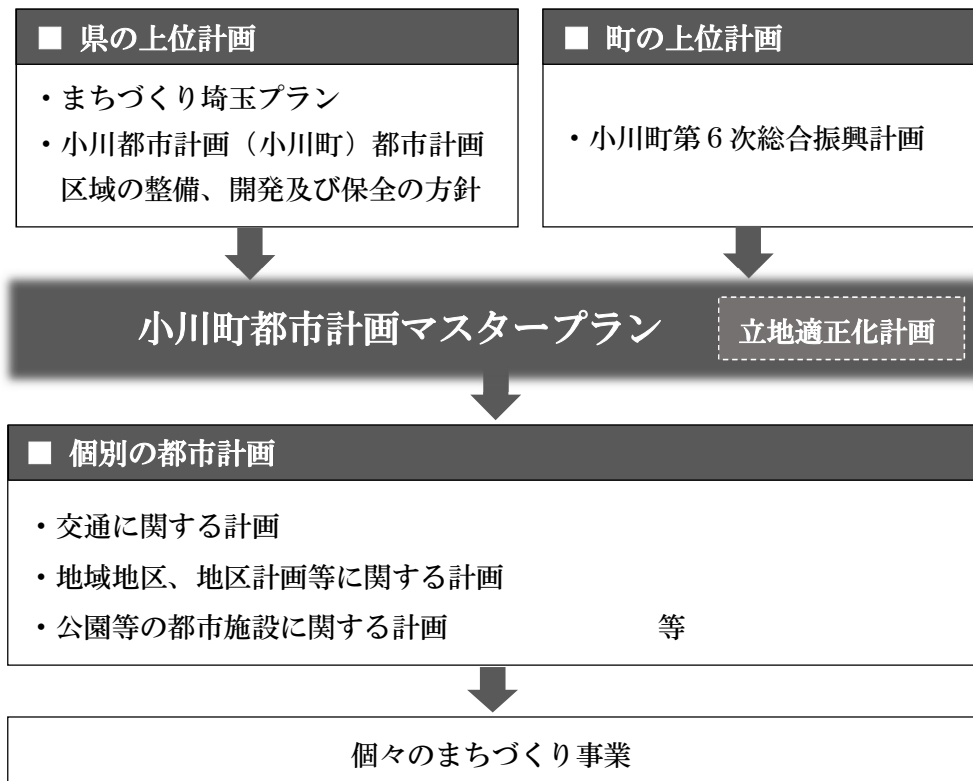 ■ 県の上位計画
・まちづくり埼玉プラン
・小川都市計画（小川町）都市計画
区域の整備、開発及び保全の方針
■ 町の上位計画
・小川町第６次総合振興計画
小川町都市計画マスタープラン
立地適正化計画
■ 個別の都市計画
・交通に関する計画
・地域地区、地区計画等に関する計画
・公園等の都市施設に関する計画　　　　　　　　等
個々のまちづくり事業